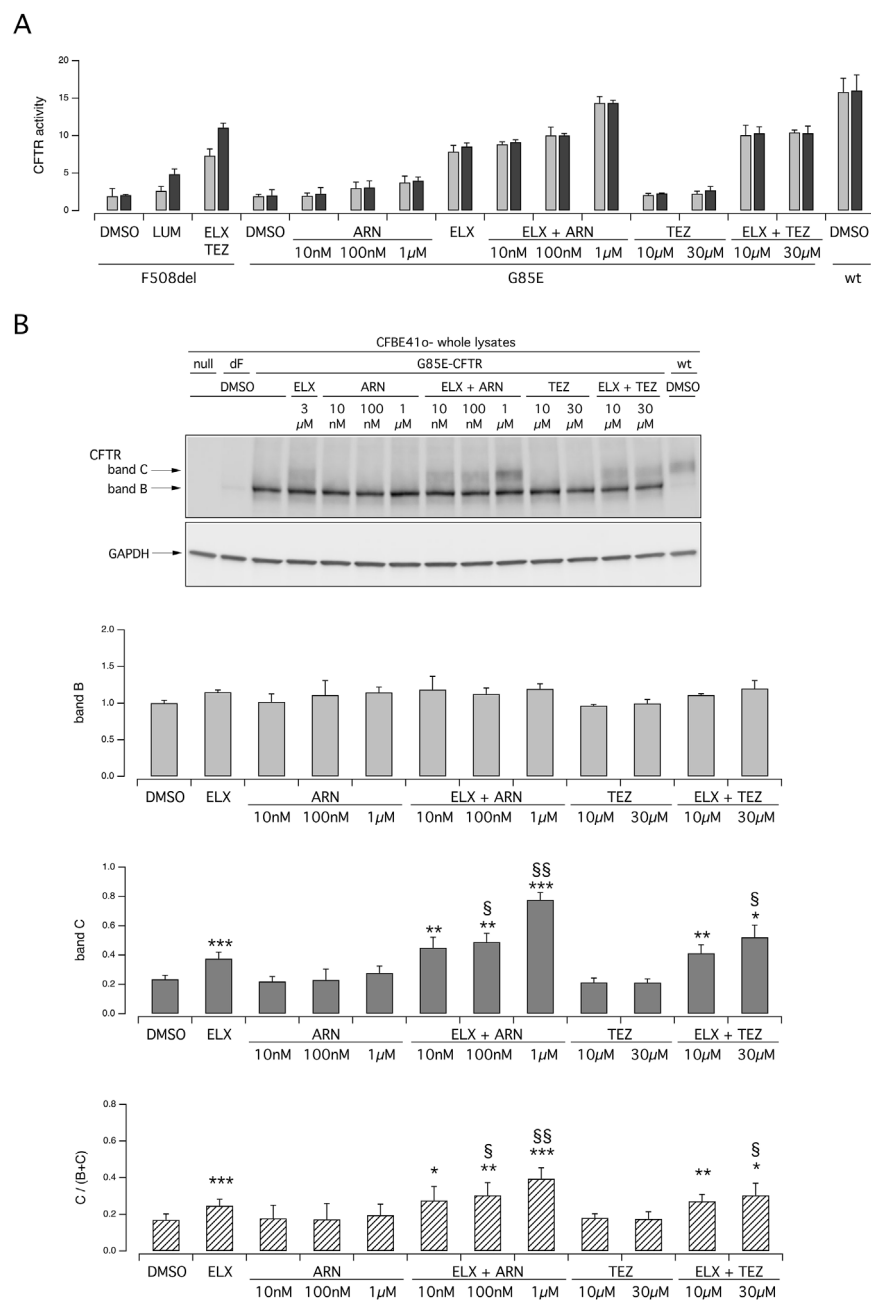 A
20
15
10
5
0
CFTR activity
DMSO LUM ELX DMSO ARN ELX ELX + ARN TEZ ELX + TEZ DMSO
TEZ 10nM 100nM 1µM 10nM 100nM 1µM 10µM 30µM 10µM 30µM
F508del G85E wt
B
CFBE41o- whole lysates
null dF G85E-CFTR wt
DMSO ELX ARN ELX + ARN TEZ ELX + TEZ DMSO
3 10 100 1 10 100 1 10 30 10 30
µM nM nM µM nM nM µM µM µM µM µM
CFTR
band C
band B
GAPDH
2.0
1.5
1.0
0.5
0.0
band B
DMSO ELX ARN ELX + ARN TEZ ELX + TEZ
10nM 100nM 1µM 10nM 100nM 1µM 10µM 30µM 10µM 30µM
1.0
0.8
0.6
0.4
0.2
0.0
band C
§§
*** § §
*** ** ** ** *
DMSO ELX ARN ELX + ARN TEZ ELX + TEZ
10nM 100nM 1µM 10nM 100nM 1µM 10µM 30µM 10µM 30µM
0.8
0.6
0.4
0.2
0.0
C / (B+C)
§ §§ §
*** * ** *** ** *
DMSO ELX ARN ELX + ARN TEZ ELX + TEZ
10nM 100nM 1µM 10nM 100nM 1µM 10µM 30µM 10µM 30µM